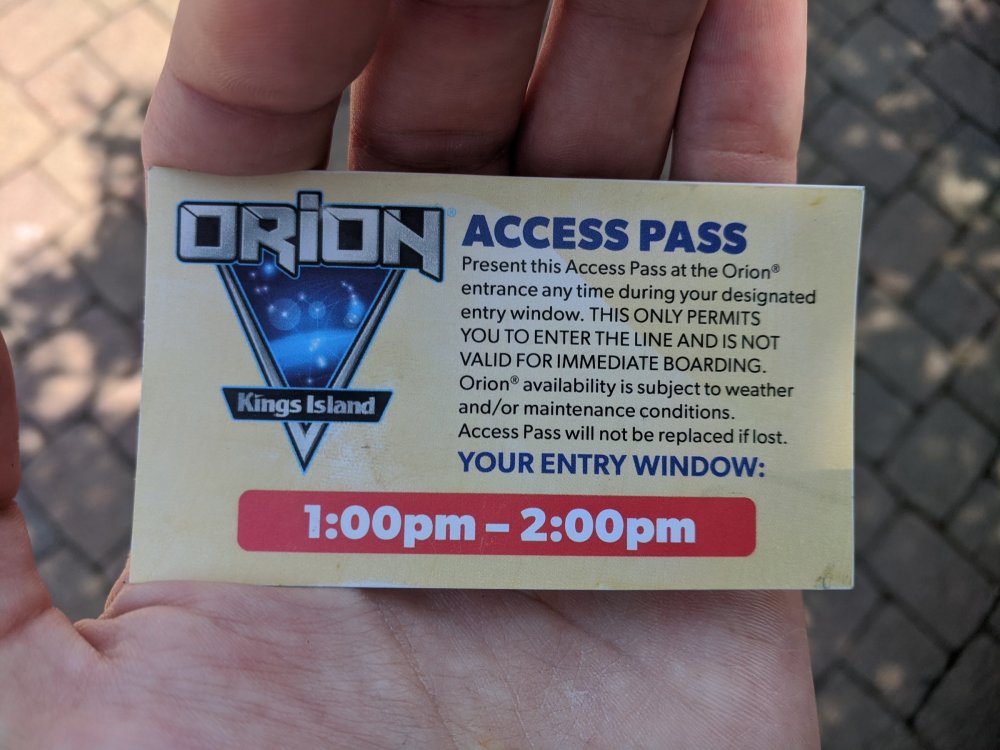 ORION®
Kings Island
ACCESS PASS
Present this Access Pass at the Orion®
entrance any time during your designated
entry window. THIS ONLY PERMITS
YOU TO ENTER THE LINE AND IS NOT
VALID FOR IMMEDIATE BOARDING.
Orion® availability is subject to weather
and/or maintenance conditions.
Access Pass will not be replaced if lost.
YOUR ENTRY WINDOW:
1:00pm – 2:00pm